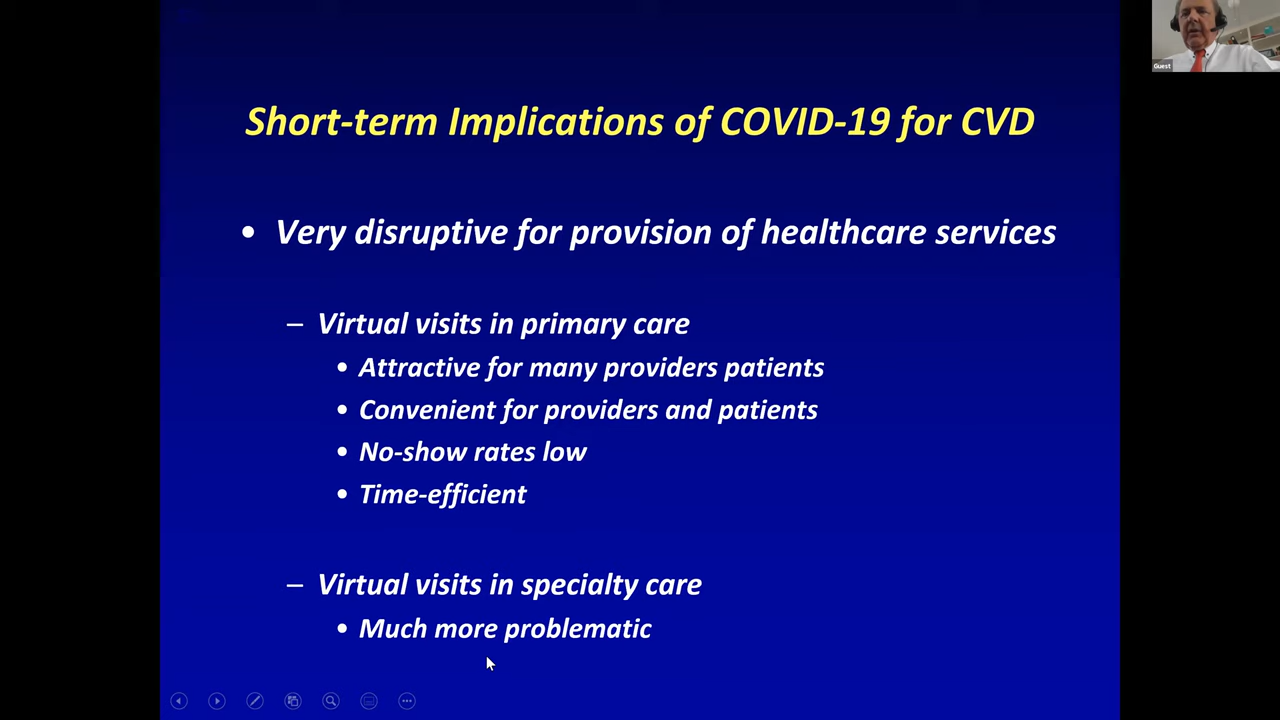 Guest
Short-term Implications of COVID-19 for CVD
• Very disruptive for provision of healthcare services
– Virtual visits in primary care
• Attractive for many providers patients
• Convenient for providers and patients
• No-show rates low
• Time-efficient
– Virtual visits in specialty care
• Much more problematic